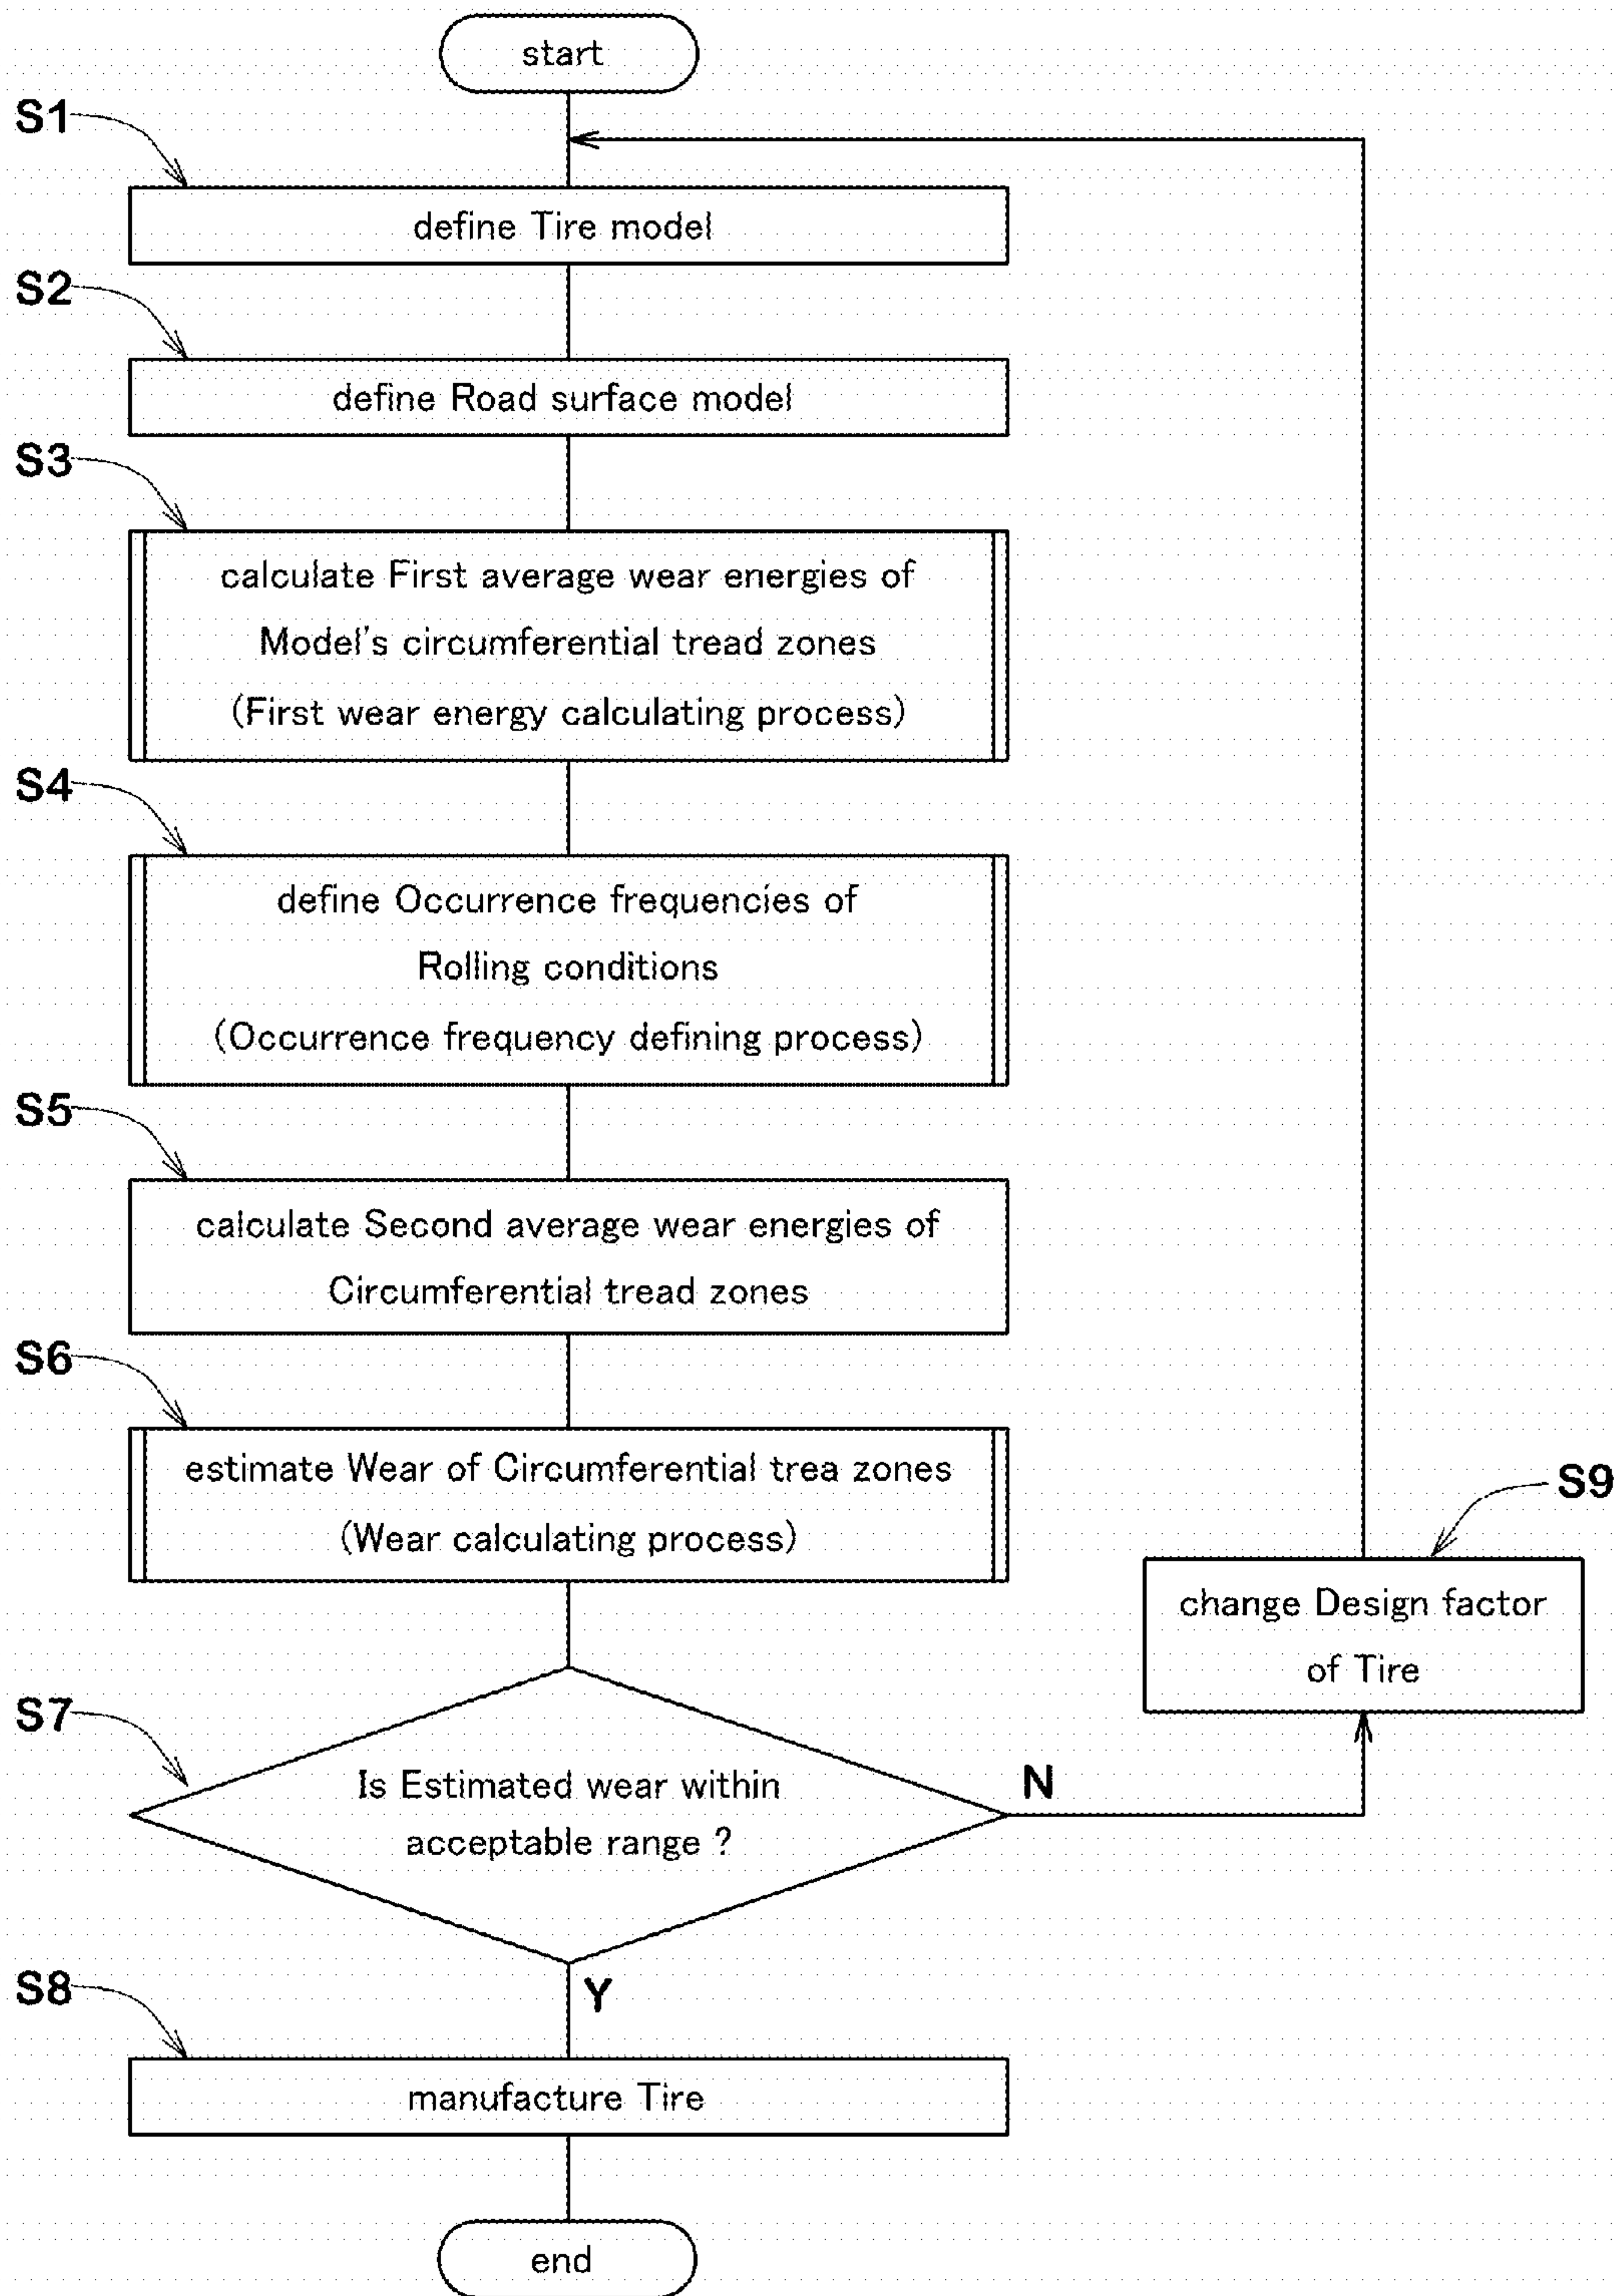 start
S1
define Tire model
S2
define Road surface model
S3
calculate First average wear energies of
Model's circumferential tread zones
(First wear energy calculating process)
S4
define Occurrence frequencies of
Rolling conditions
(Occurrence frequency defining process)
S5
calculate Second average wear energies of
Circumferential tread zones
S6
estimate Wear of Circumferential trea zones
(Wear calculating process)
S9
change Design factor
of Tire
S7
Is Estimated wear within
acceptable range ?
N
Y
S8
manufacture Tire
end